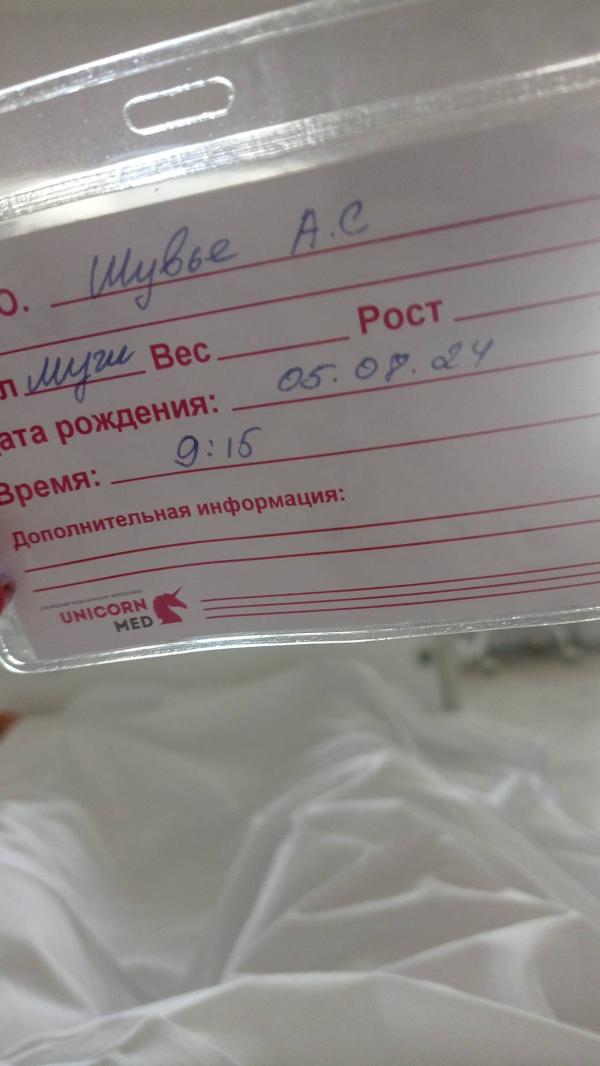 О. Шувье А.С
л муж Вес Рост
ата рождения: 05.08.24
Время: 9:15
Дополнительная информация:
UNICORN
MED